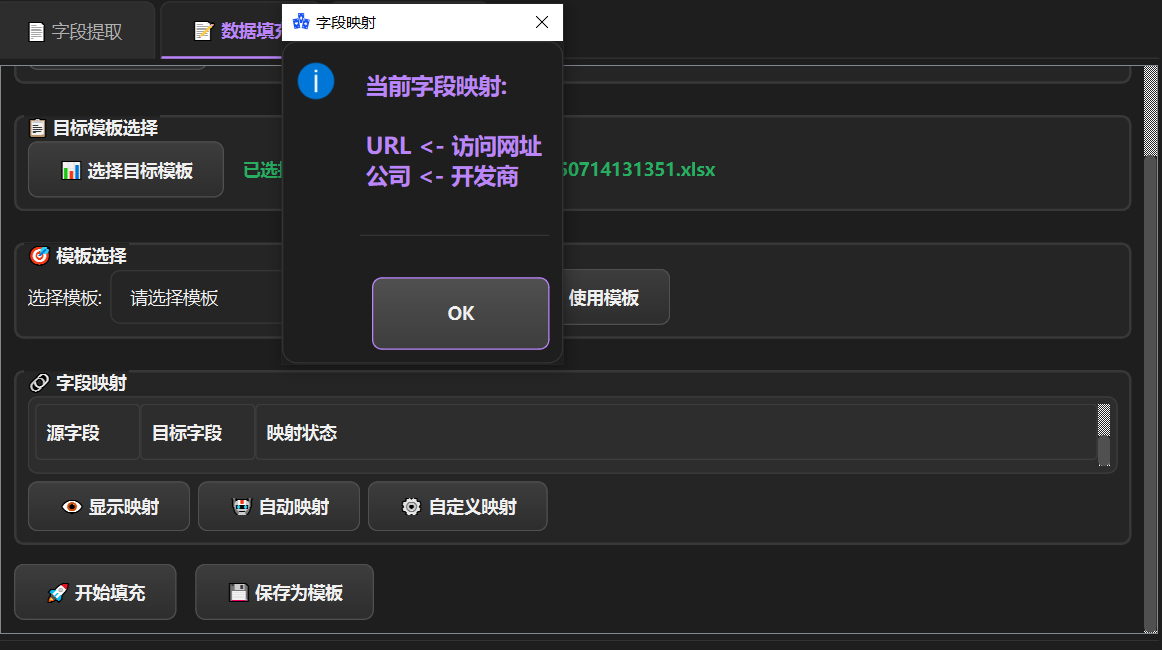 字段提取
数据填充
字段映射
当前字段映射:
URL <- 访问网址
公司 <- 开发商
OK
目标模板选择
选择目标模板
已选
50714131351.xlsx
模板选择
选择模板:
请选择模板
使用模板
字段映射
源字段
目标字段
映射状态
显示映射
自动映射
自定义映射
开始填充
保存为模板